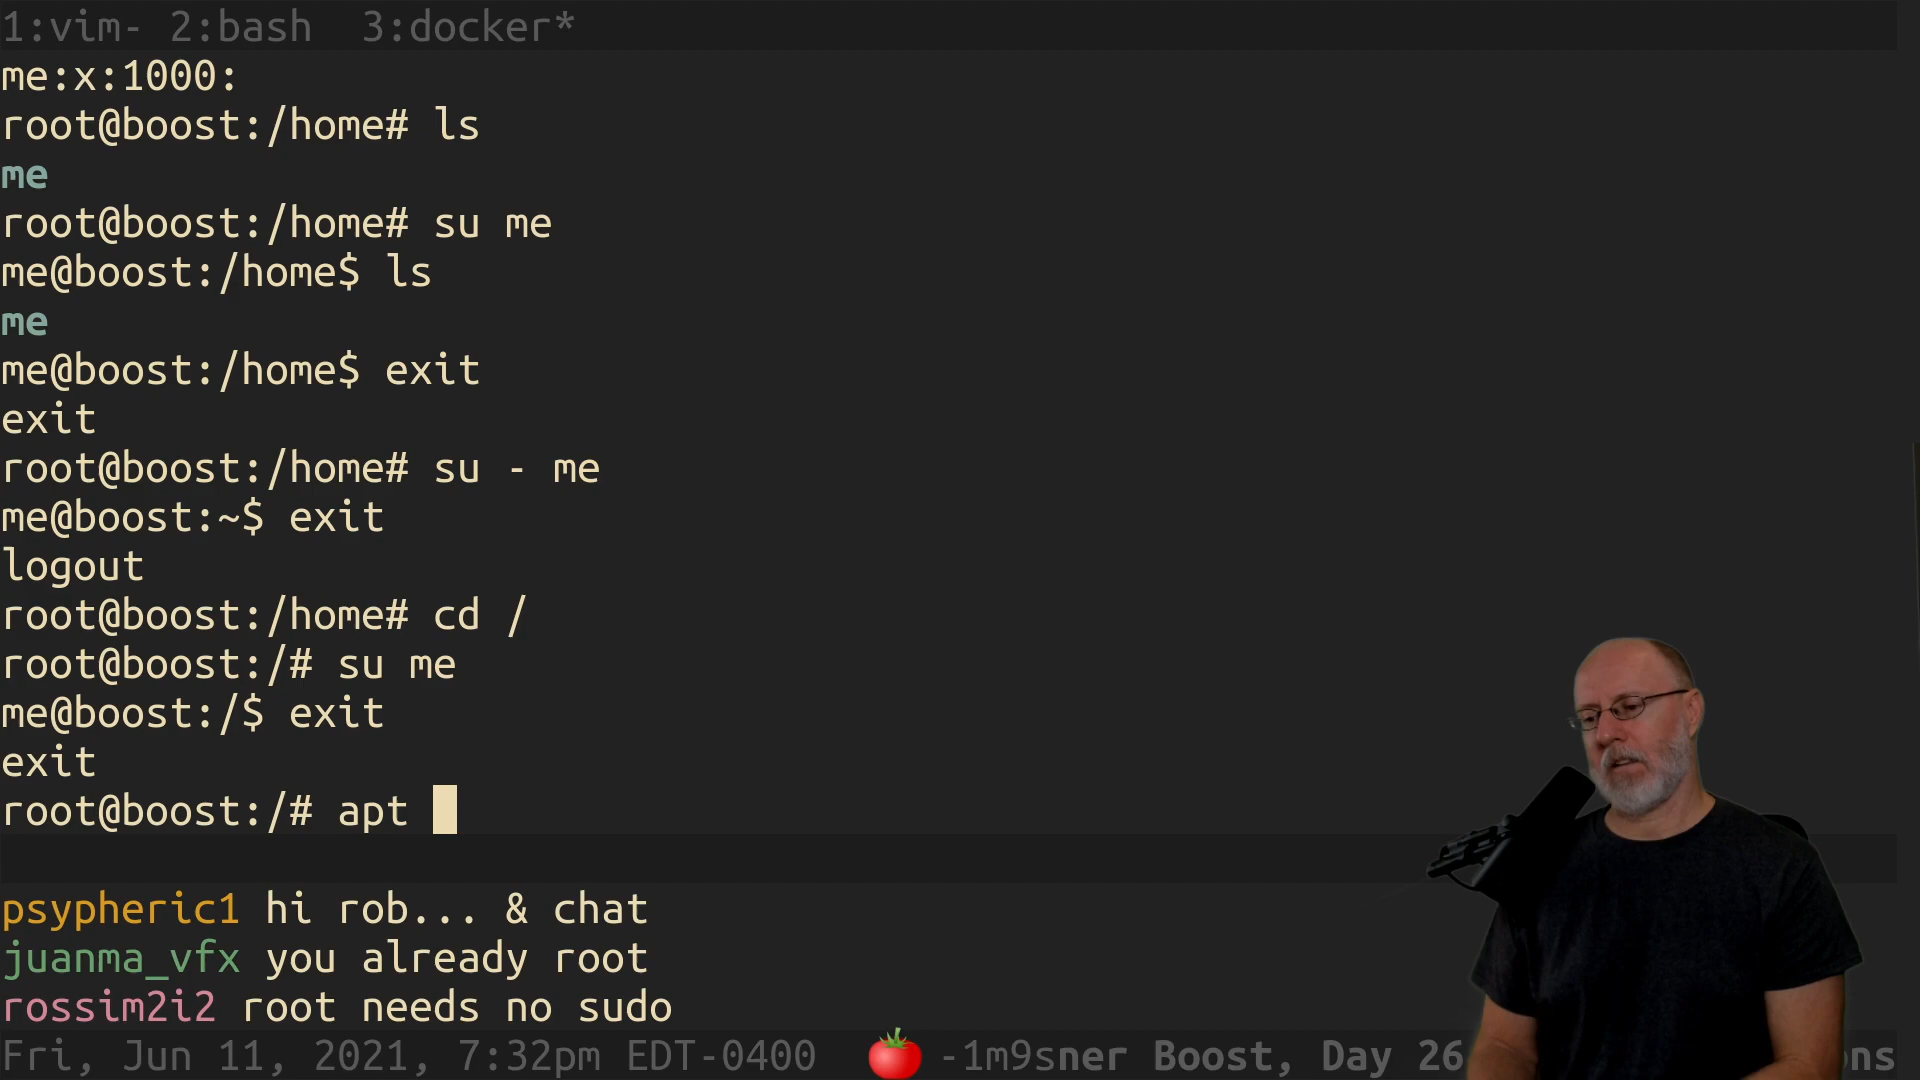 1:vim- 2:bash  3:docker*
me:x:1000:
root@boost:/home# ls
me
root@boost:/home# su me
me@boost:/home$ ls
me
me@boost:/home$ exit
exit
root@boost:/home# su - me
me@boost:~$ exit
logout
root@boost:/home# cd /
root@boost:/# su me
me@boost:/$ exit
exit
root@boost:/# apt
psypheric1 hi rob... & chat
juanma_vfx you already root
rossim2i2 root needs no sudo
Fri, Jun 11, 2021, 7:32pm EDT-0400 🍅 -1m9sner Boost, Day 26